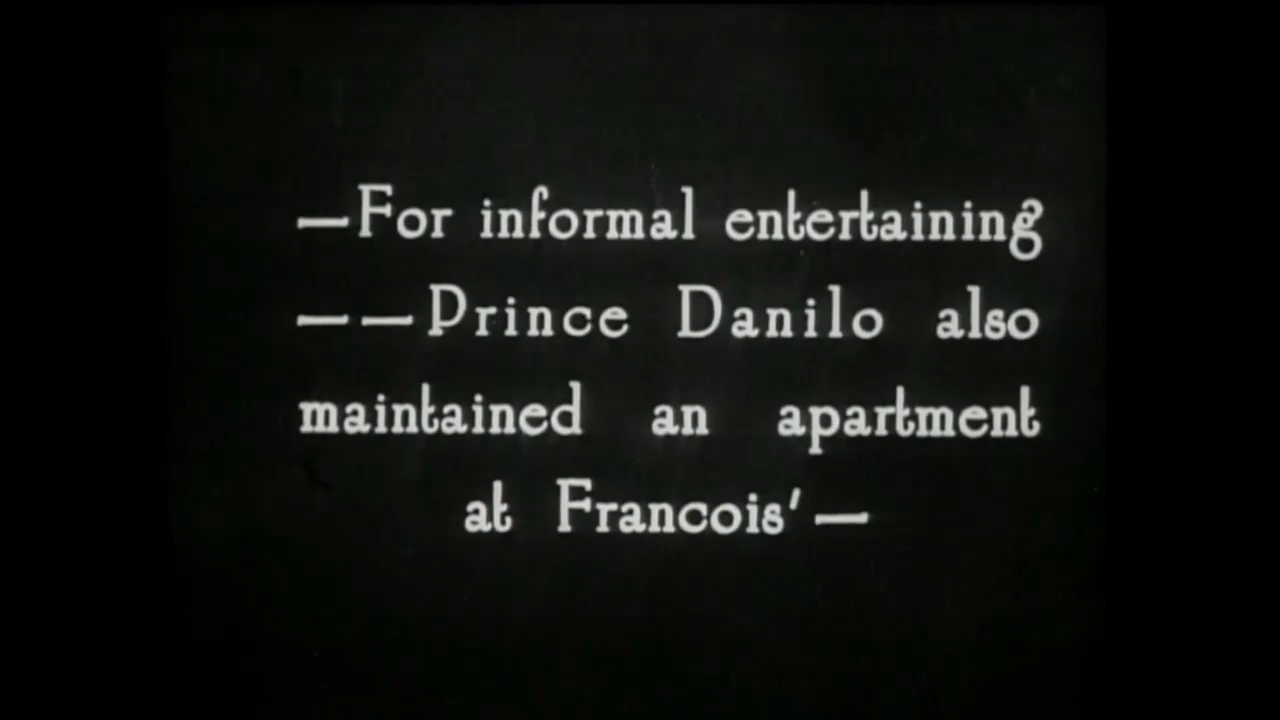 —For informal entertaining
——Prince Danilo also
maintained an apartment
at Francois'—